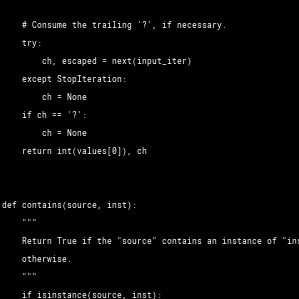 # Consume the trailing '?', if necessary.
try:
ch, escaped = next(input_iter)
except StopIteration:
ch = None
if ch == '?':
ch = None
return int(values[0]), ch
def contains(source, inst):
"""
Return True if the "source" contains an instance of "ins
otherwise.
"""
if isinstance(source, inst):